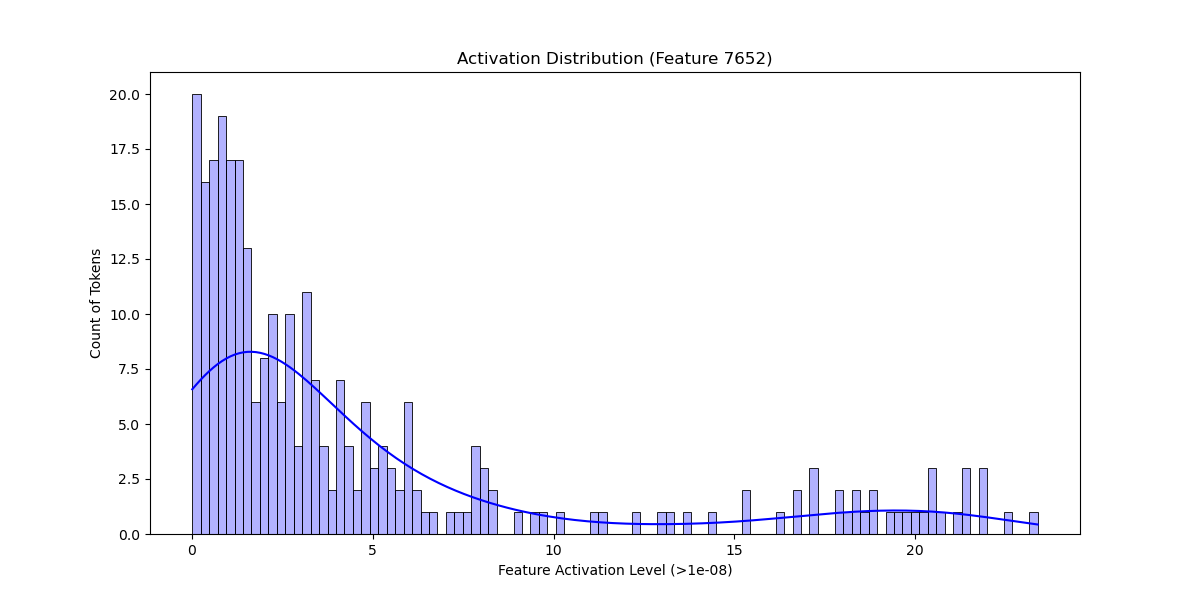 Activation Distribution (Feature 7652)
20.0
17.5
15.0
12.5
10.0
7.5
5.0
2.5
0.0
Count of Tokens
0 5 10 15 20
Feature Activation Level (>1e-08)